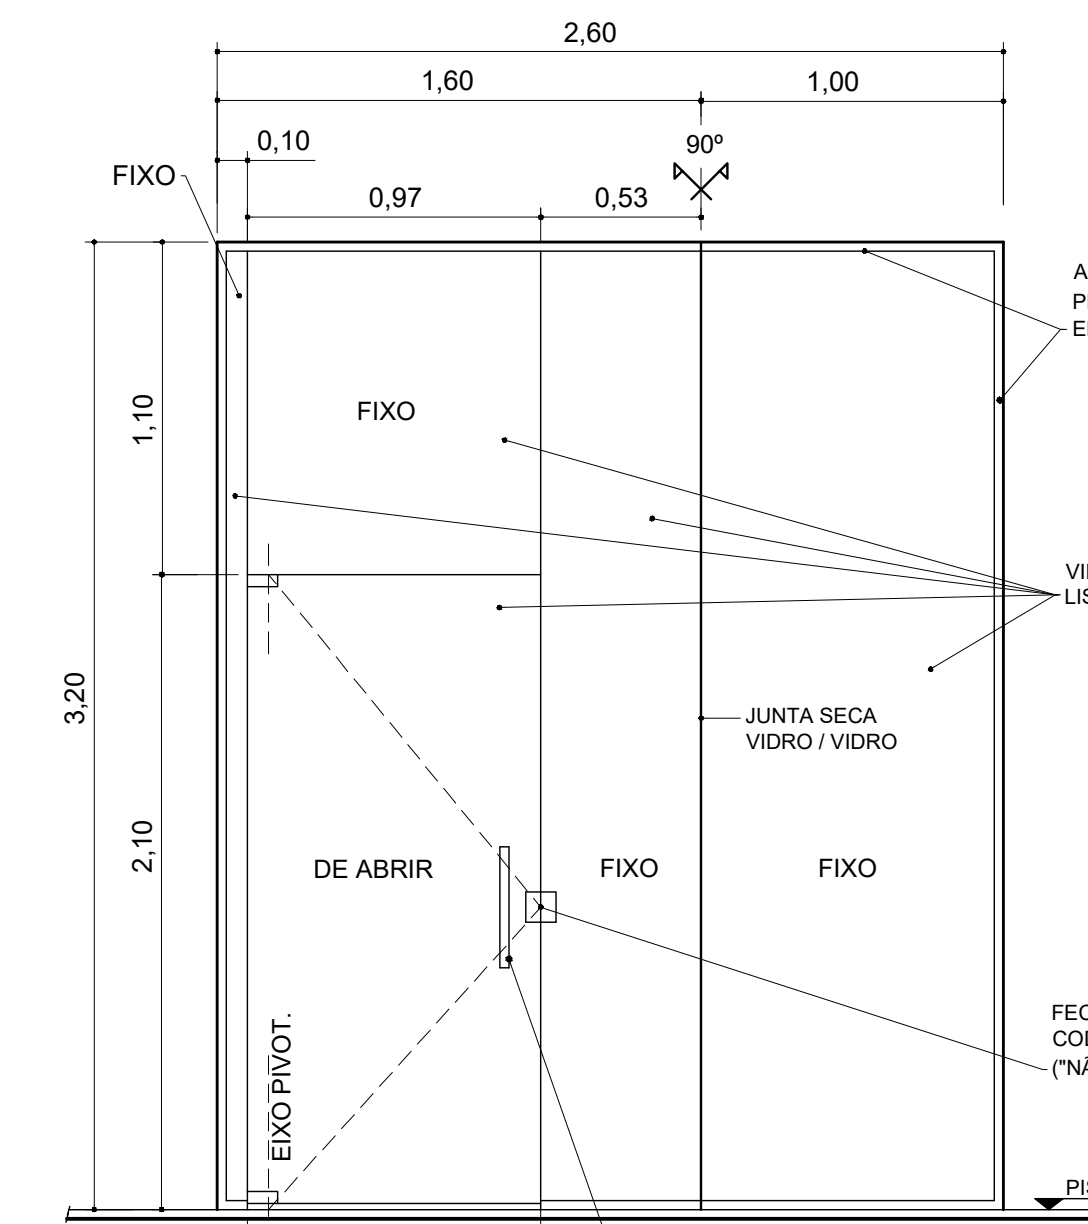 2,60
1,60
1,00
0,10
90º
FIXO
0,97
0,53
1,10
FIXO
3,20
JUNTA SECA
VIDRO / VIDRO
2,10
DE ABRIR
FIXO
FIXO
EIXO PIVOT.